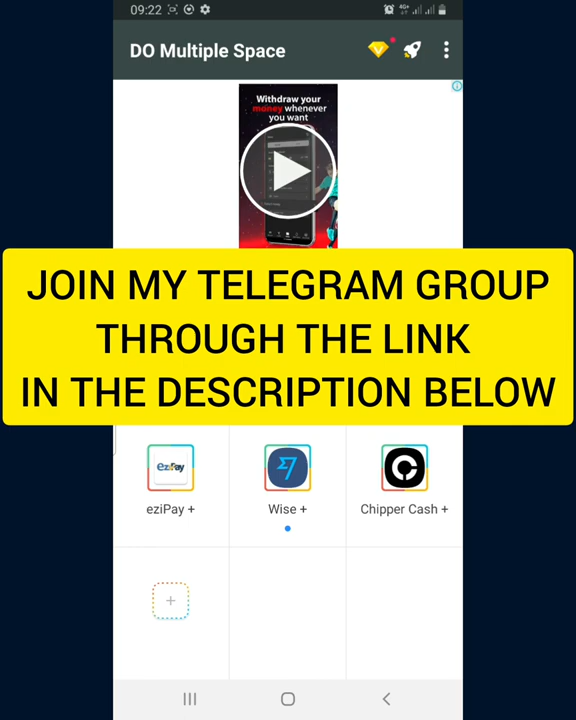 09:22
4G+
DO Multiple Space
Withdraw your
money whenever
you want
JOIN MY TELEGRAM GROUP
THROUGH THE LINK
IN THE DESCRIPTION BELOW
eziPay
eziPay +
Wise +
Chipper Cash +